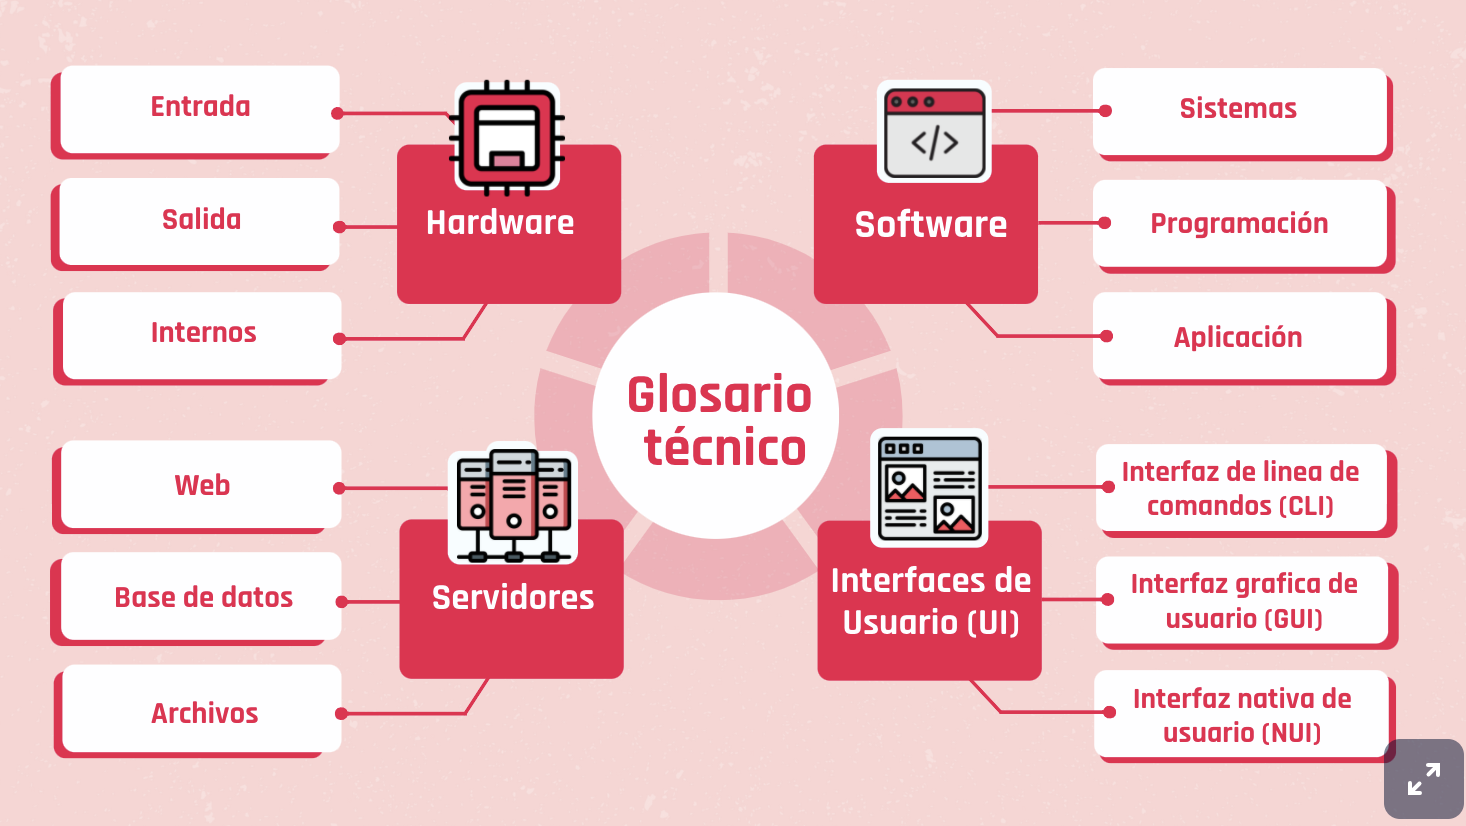 Glosario
técnico
Hardware
Entrada
Salida
Internos
Software
Sistemas
Programación
Aplicación
Servidores
Web
Base de datos
Archivos
Interfaces de
Usuario (UI)
Interfaz de linea de
comandos (CLI)
Interfaz grafica de
usuario (GUI)
Interfaz nativa de
usuario (NUI)